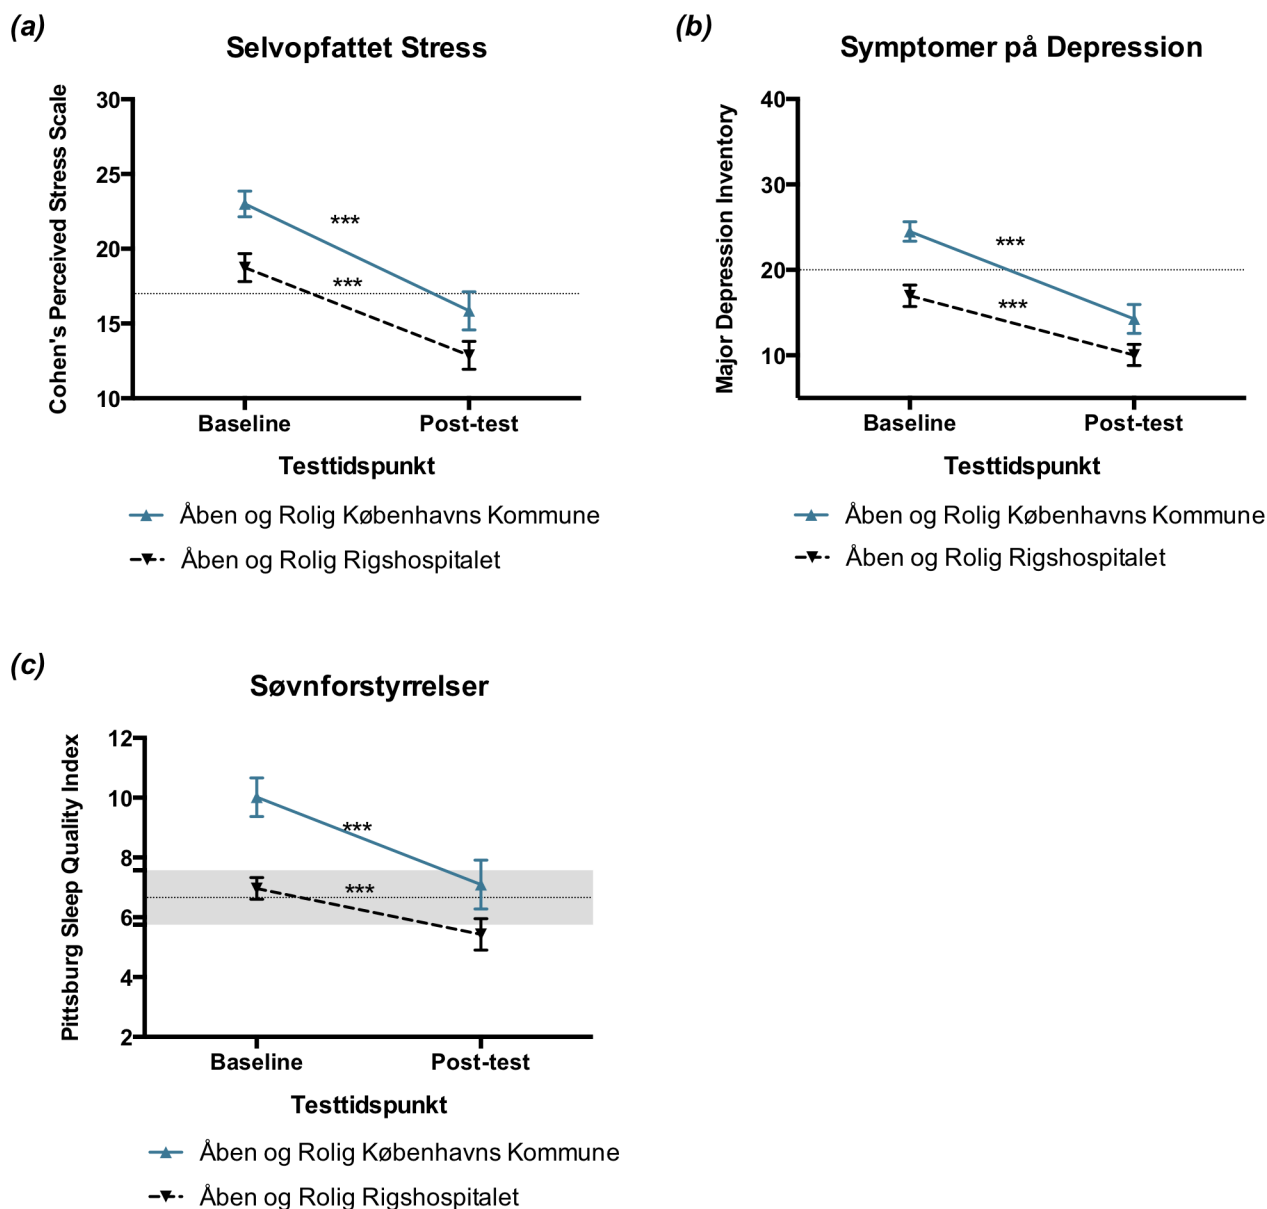 (a)
Selvopfattet Stress
Cohen's Perceived Stress Scale
30
25
20
15
10
***
***
Baseline
Post-test
Testtidspunkt
Åben og Rolig Københavns Kommune
Åben og Rolig Rigshospitalet
(b)
Symptomer på Depression
Major Depression Inventory
40
30
20
10
***
***
Baseline
Post-test
Testtidspunkt
Åben og Rolig Københavns Kommune
Åben og Rolig Rigshospitalet
(c)
Søvnforstyrrelser
Pittsburg Sleep Quality Index
12
10
8
6
4
2
***
***
Baseline
Post-test
Testtidspunkt
Åben og Rolig Københavns Kommune
Åben og Rolig Rigshospitalet